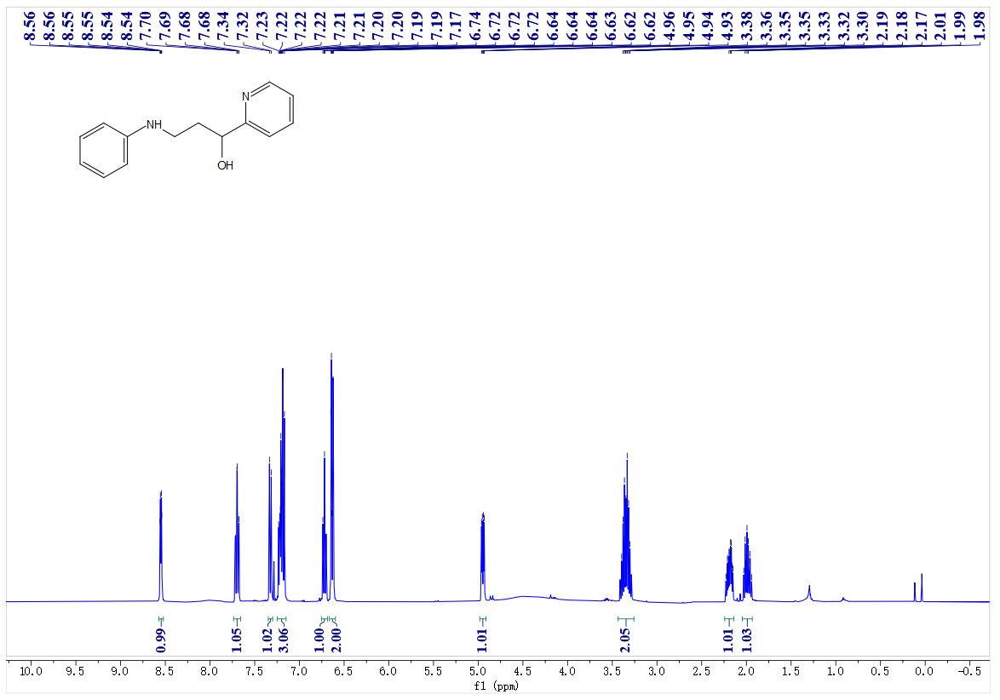 8.56 8.56 8.55 8.55 8.54 8.54 7.70 7.69 7.68 7.68 7.34 7.32 7.23 7.22 7.22 7.22 7.21 7.21 7.20 7.20 7.19 7.19 7.17 6.74 6.72 6.72 6.72 6.64 6.64 6.64 6.63 6.62 6.62 4.96 4.95 4.94 4.93 3.38 3.36 3.35 3.35 3.33 3.32 3.30 2.19 2.18 2.17 2.01 1.99 1.98
N
NH
OH
0.99 1.05 1.02 3.06 1.00 2.00 1.01 2.05 1.01 1.03
10.0 9.5 9.0 8.5 8.0 7.5 7.0 6.5 6.0 5.5 5.0 4.5 4.0 3.5 3.0 2.5 2.0 1.5 1.0 0.5 0.0 -0.5
f1 (ppm)